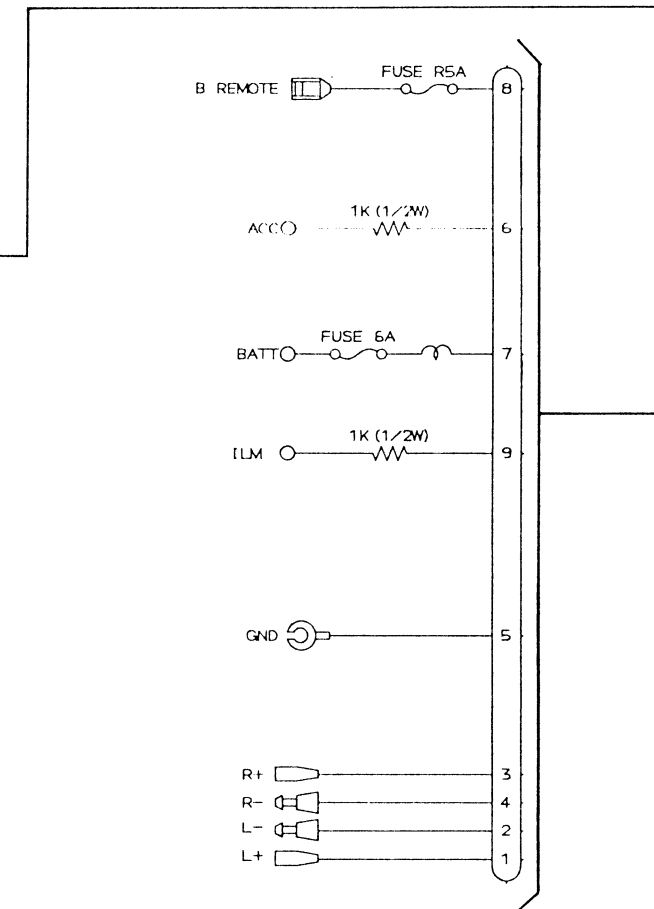 FUSE R5A
B REMOTE 8
1K (1/2W)
ACC 6
FUSE 6A
BATT 7
1K (1/2W)
ILM 9
GND 5
R+ 3
R- 4
L- 2
L+ 1